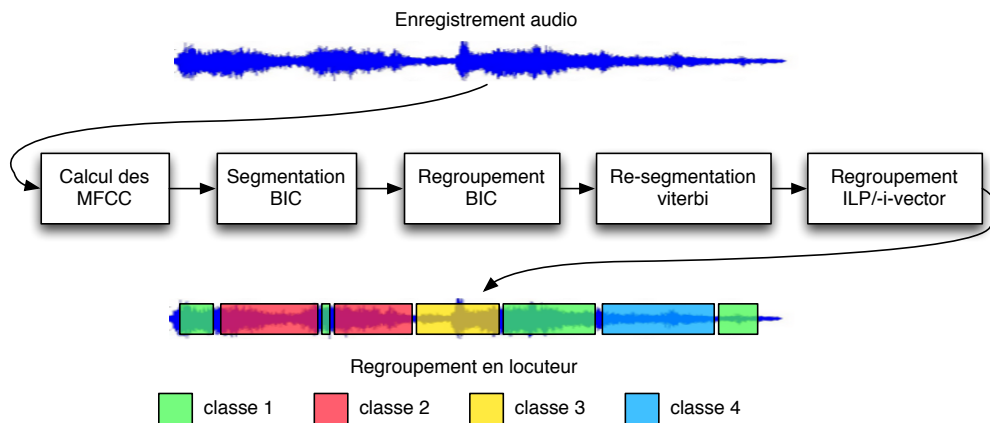 Enregistrement audio
Calcul des
MFCC
Segmentation
BIC
Regroupement
BIC
Re-segmentation
viterbi
Regroupement
ILP/-i-vector
Regroupement en locuteur
classe 1
classe 2
classe 3
classe 4